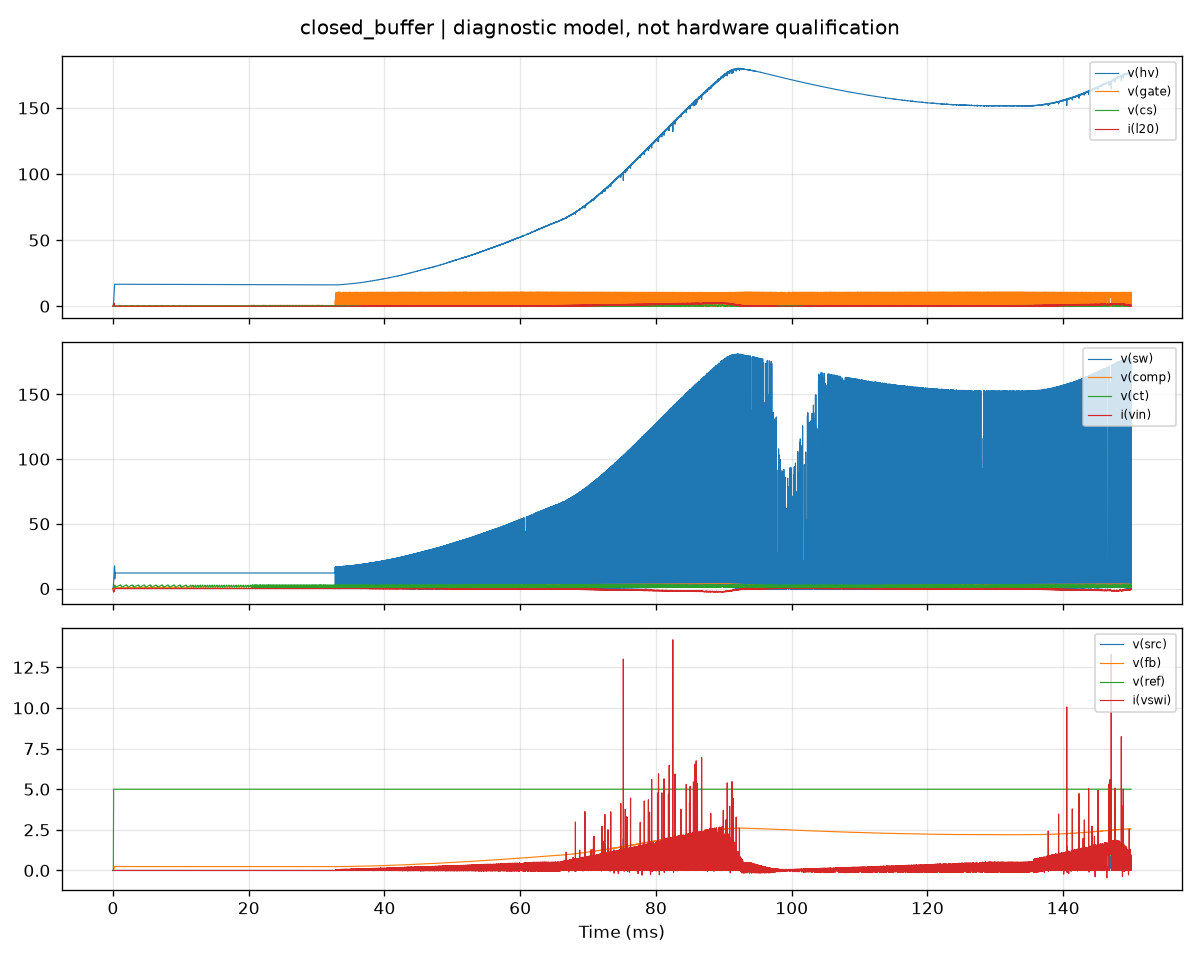 closed_buffer | diagnostic model, not hardware qualification
150
100
50
0
v(hv)
v(gate)
v(cs)
i(l20)
150
100
50
0
v(sw)
v(comp)
v(ct)
i(vin)
12.5
10.0
7.5
5.0
2.5
0.0
v(src)
v(fb)
v(ref)
i(vswi)
0 20 40 60 80 100 120 140
Time (ms)